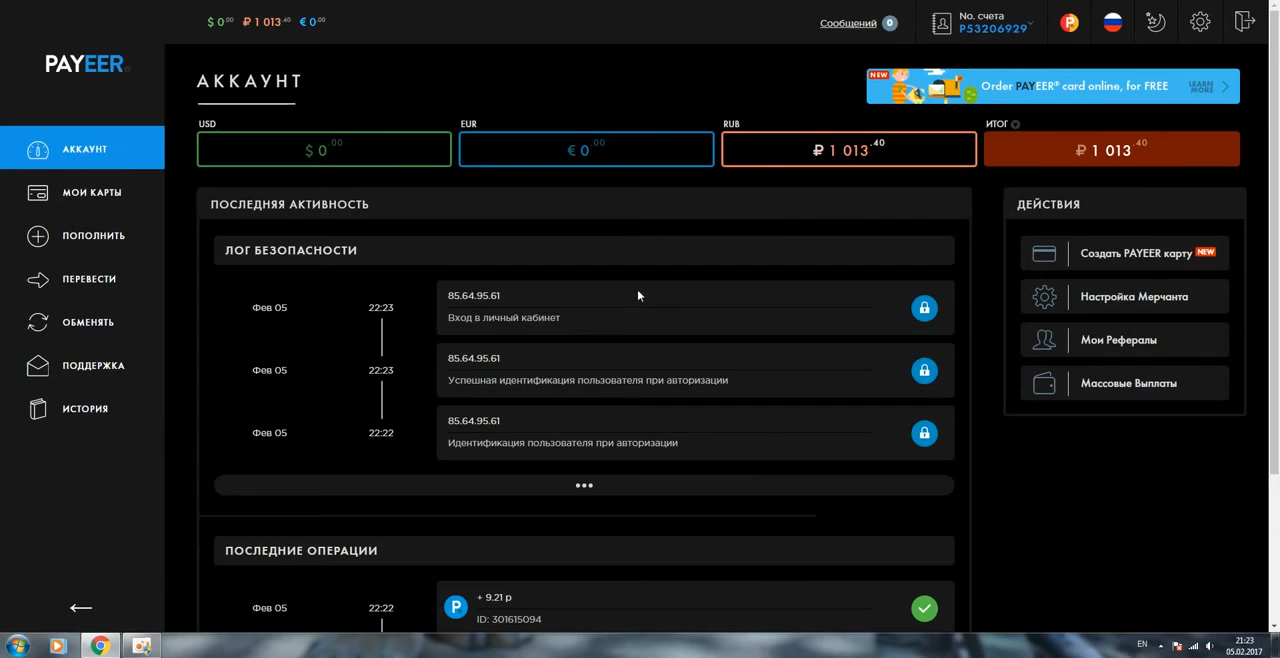 $ 0.00 ₽ 1 013.40 € 0.00
Сообщений 0
No. счета
P53206929
PAYEER
АККАУНТ
NEW
Order PAYEER® card online, for FREE
LEARN MORE
USD
EUR
RUB
ИТОГ
$ 0.00
€ 0.00
₽ 1 013.40
₽ 1 013.40
АККАУНТ
МОИ КАРТЫ
ПОПОЛНИТЬ
ПЕРЕВЕСТИ
ОБМЕНЯТЬ
ПОДДЕРЖКА
ИСТОРИЯ
ПОСЛЕДНЯЯ АКТИВНОСТЬ
ЛОГ БЕЗОПАСНОСТИ
Фев 05 22:23
85.64.95.61
Вход в личный кабинет
Фев 05 22:23
85.64.95.61
Успешная идентификация пользователя при авторизации
Фев 05 22:22
85.64.95.61
Идентификация пользователя при авторизации
•••
ПОСЛЕДНИЕ ОПЕРАЦИИ
Фев 05 22:22
P
+ 9.21 р
ID: 301615094
ДЕЙСТВИЯ
Создать PAYEER карту NEW
Настройка Мерчанта
Мои Рефералы
Массовые Выплаты
EN
21:23
05.02.2017